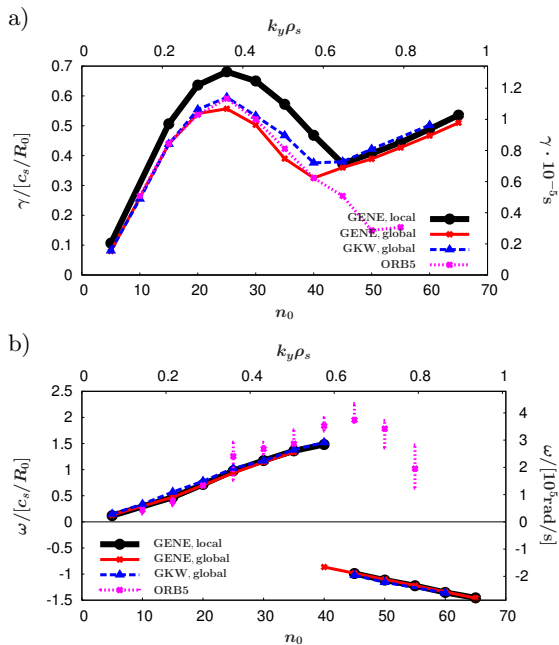 a)
k_yρ_s
0 0.2 0.4 0.6 0.8 1
0.7
0.6
0.5
0.4
0.3
0.2
0.1
0
γ/[c_s/R_0]
1.2
1
0.8
0.6
0.4
0.2
0
γ · 10^{-5}s
GENE, local
GENE, global
GKW, global
ORB5
0 10 20 30 40 50 60 70
n_0
b)
k_yρ_s
0 0.2 0.4 0.6 0.8 1
2.5
2
1.5
1
0.5
0
-0.5
-1
-1.5
ω/[c_s/R_0]
4
3
2
1
0
-1
-2
ω/[10^5rad/s]
GENE, local
GENE, global
GKW, global
ORB5
0 10 20 30 40 50 60 70
n_0